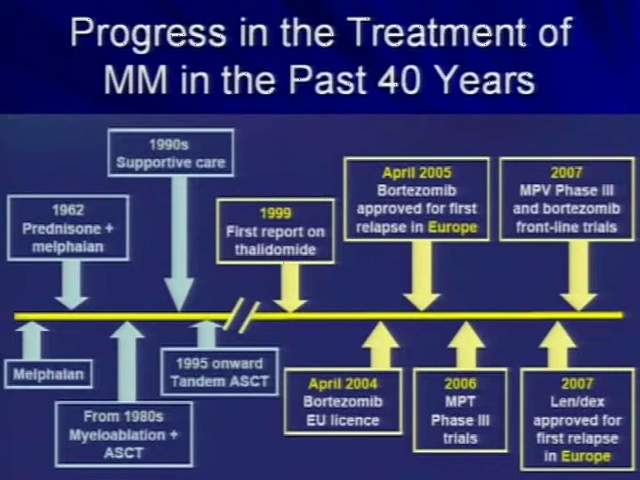 Progress in the Treatment of
MM in the Past 40 Years
1990s
Supportive care
1962
Prednisone +
melphalan
1999
First report on
thalidomide
April 2005
Bortezomib
approved for first
relapse in Europe
2007
MPV Phase III
and bortezomib
front-line trials
Melphalan
From 1980s
Myeloablation +
ASCT
1995 onward
Tandem ASCT
April 2004
Bortezomib
EU licence
2006
MPT
Phase III
trials
2007
Len/dex
approved for
first relapse
in Europe